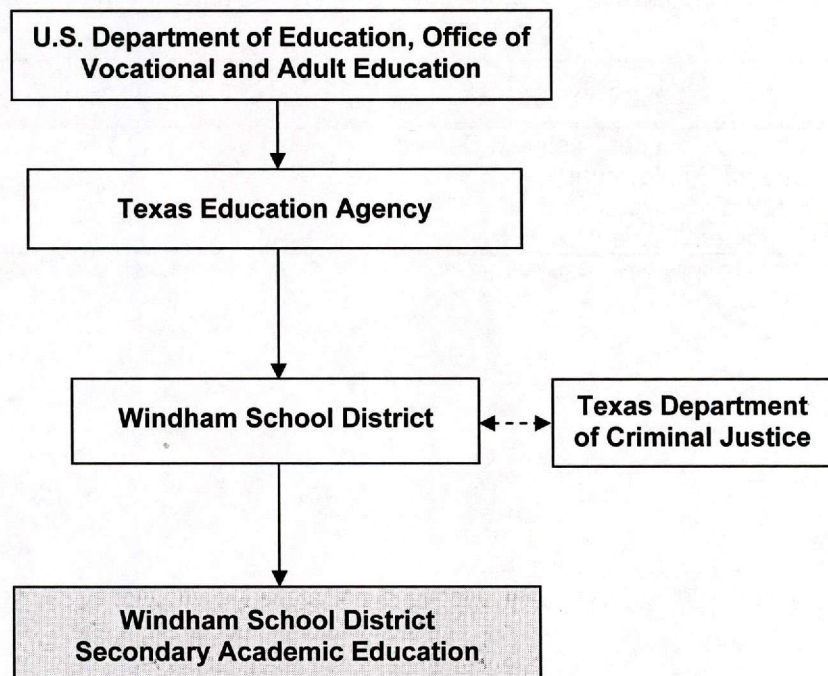 U.S. Department of Education, Office of
Vocational and Adult Education
Texas Education Agency
Windham School District
Texas Department
of Criminal Justice
Windham School District
Secondary Academic Education